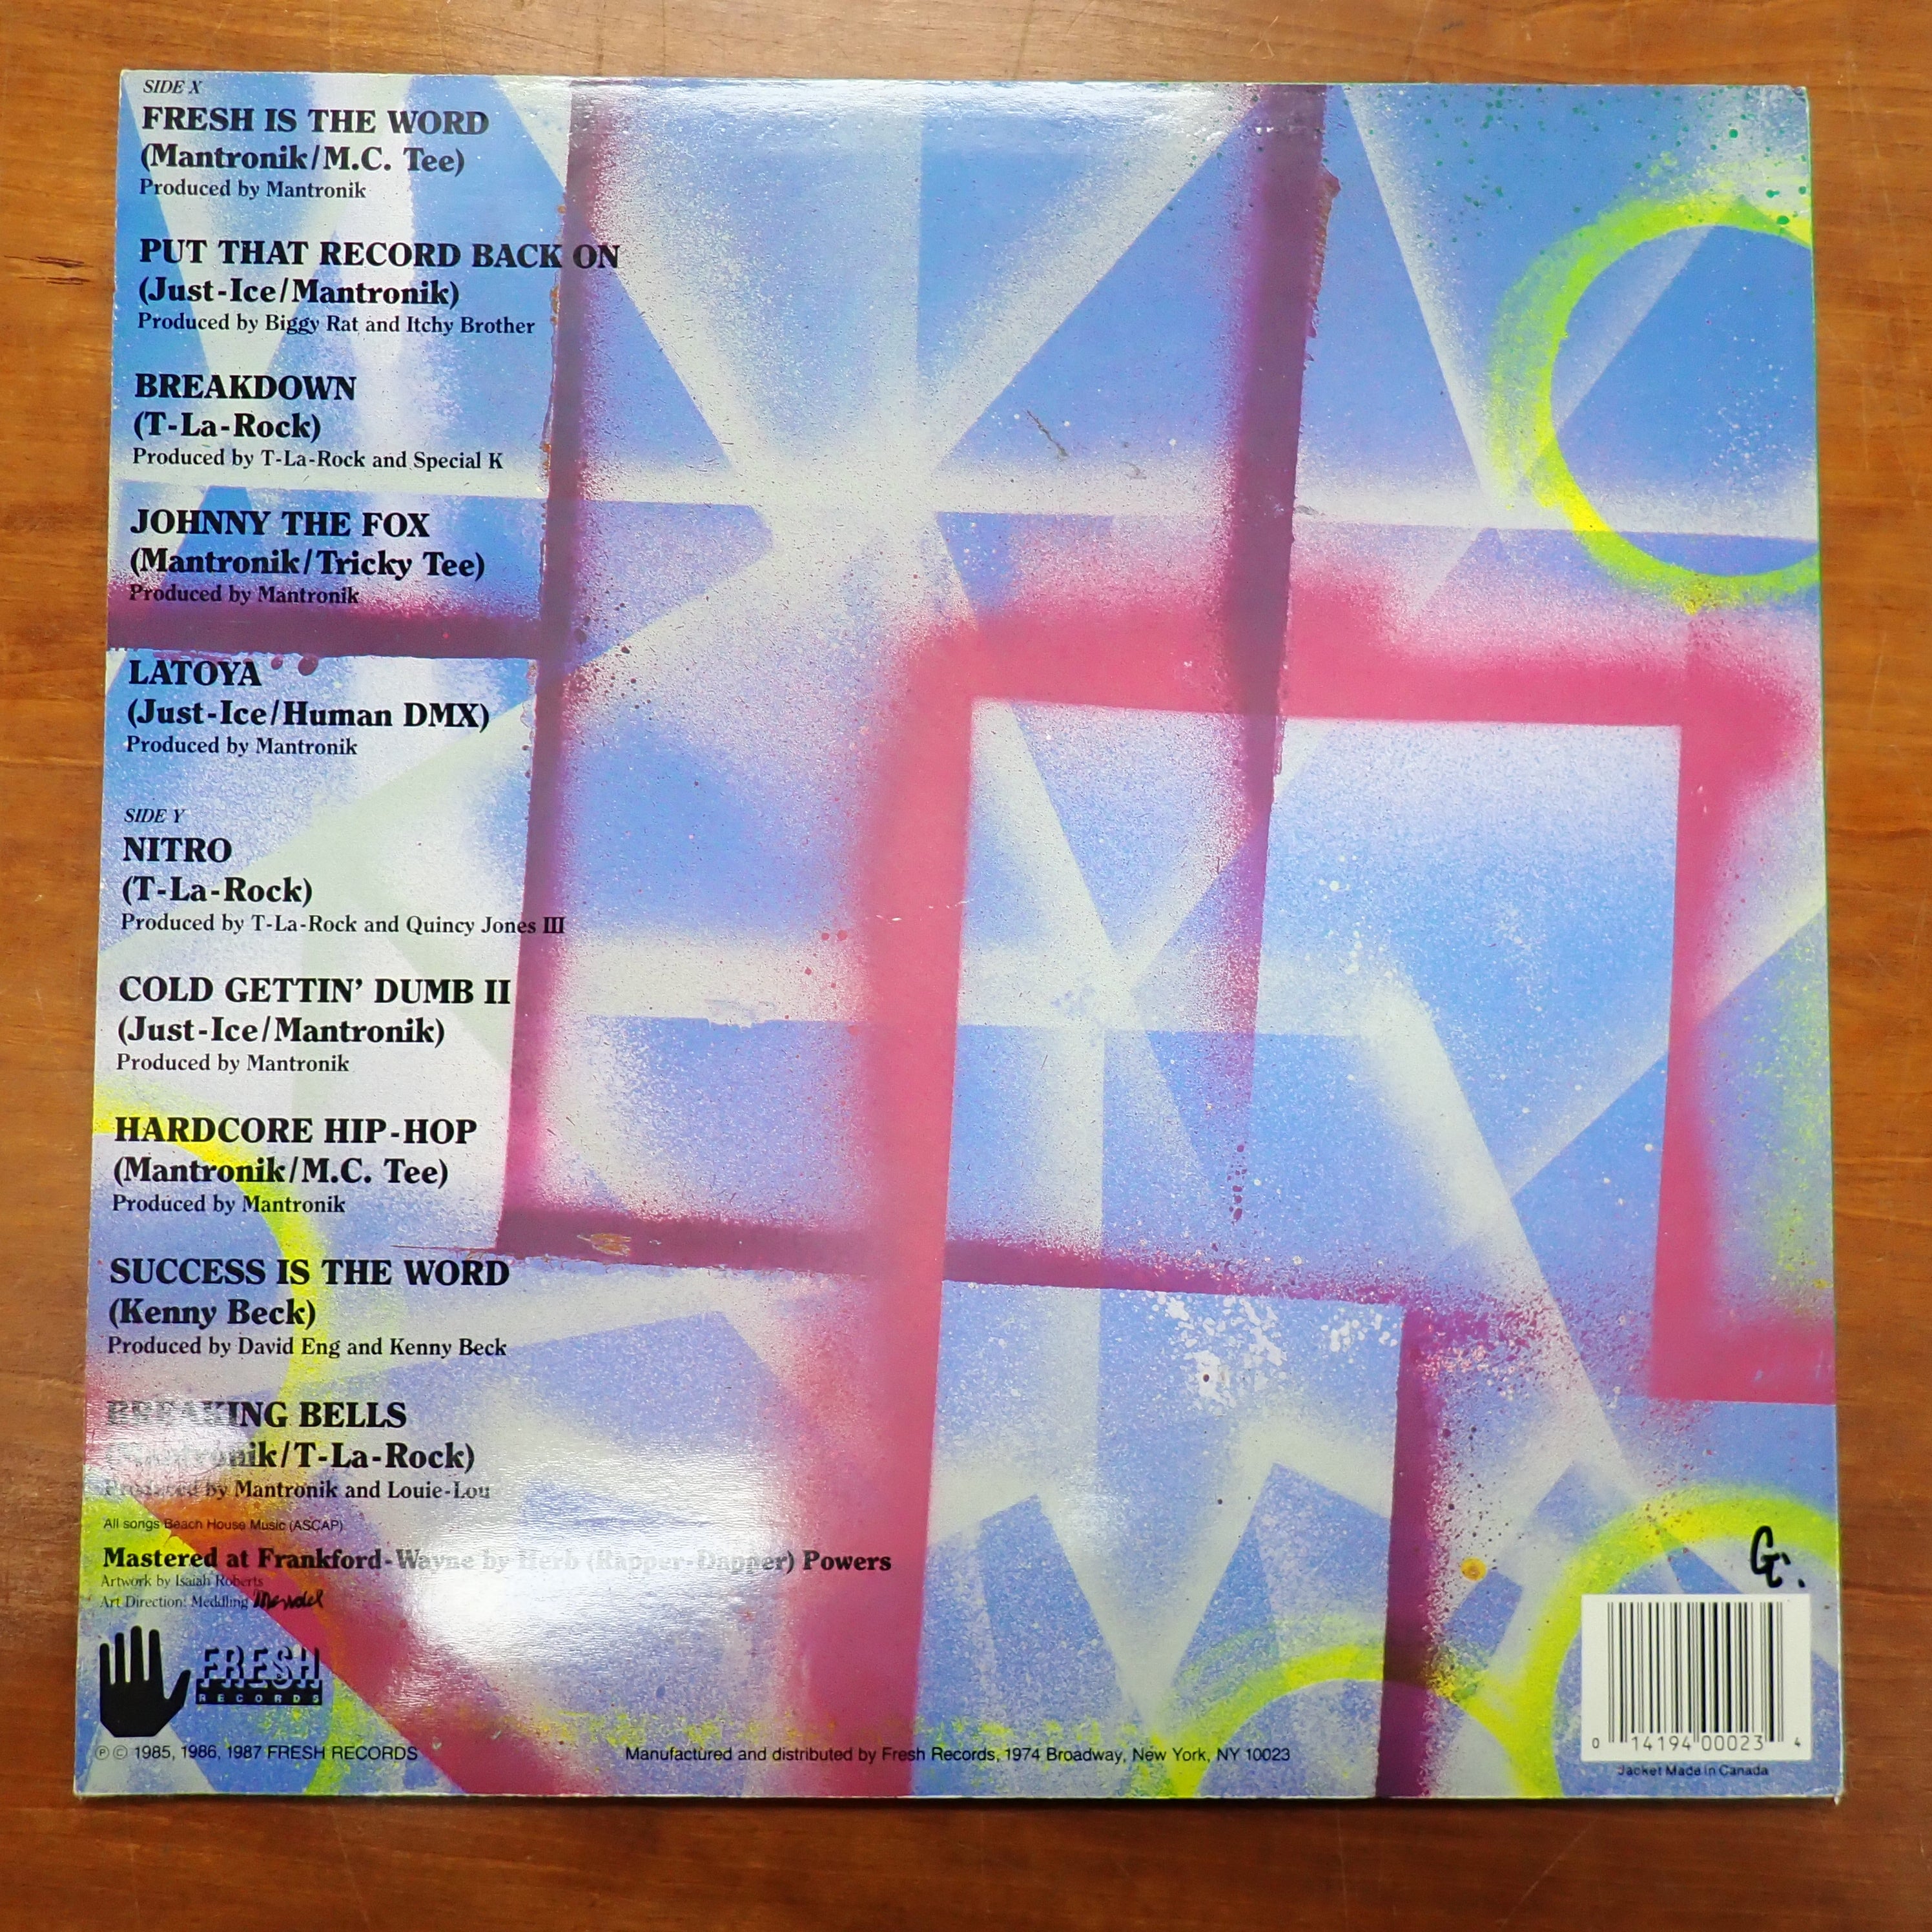 SIDE X
FRESH IS THE WORD
(Mantronik/M.C. Tee)
Produced by Mantronik
PUT THAT RECORD BACK ON
(Just-Ice/Mantronik)
Produced by Biggy Rat and Itchy Brother
BREAKDOWN
(T-La-Rock)
Produced by T-La-Rock and Special K
JOHNNY THE FOX
(Mantronik/Tricky Tee)
Produced by Mantronik
LATOYA
(Just-Ice/Human DMX)
Produced by Mantronik
SIDE Y
NITRO
(T-La-Rock)
Produced by T-La-Rock and Quincy Jones III
COLD GETTIN' DUMB II
(Just-Ice/Mantronik)
Produced by Mantronik
HARDCORE HIP-HOP
(Mantronik/M.C. Tee)
Produced by Mantronik
SUCCESS IS THE WORD
(Kenny Beck)
Produced by David Eng and Kenny Beck
BREAKING BELLS
(Mantronik/T-La-Rock)
Produced by Mantronik and Louie-Lou
All songs Beach House Music (ASCAP)
Mastered at Frankford-Wayne by Herb (Rapper-Dapper) Powers
Artwork by Isaiah Roberts
Art Direction: Meddling Mendel
FRESH
RECORDS
℗ © 1985, 1986, 1987 FRESH RECORDS
Manufactured and distributed by Fresh Records, 1974 Broadway, New York, NY 10023
0 14194 00023 4
Jacket Made in Canada